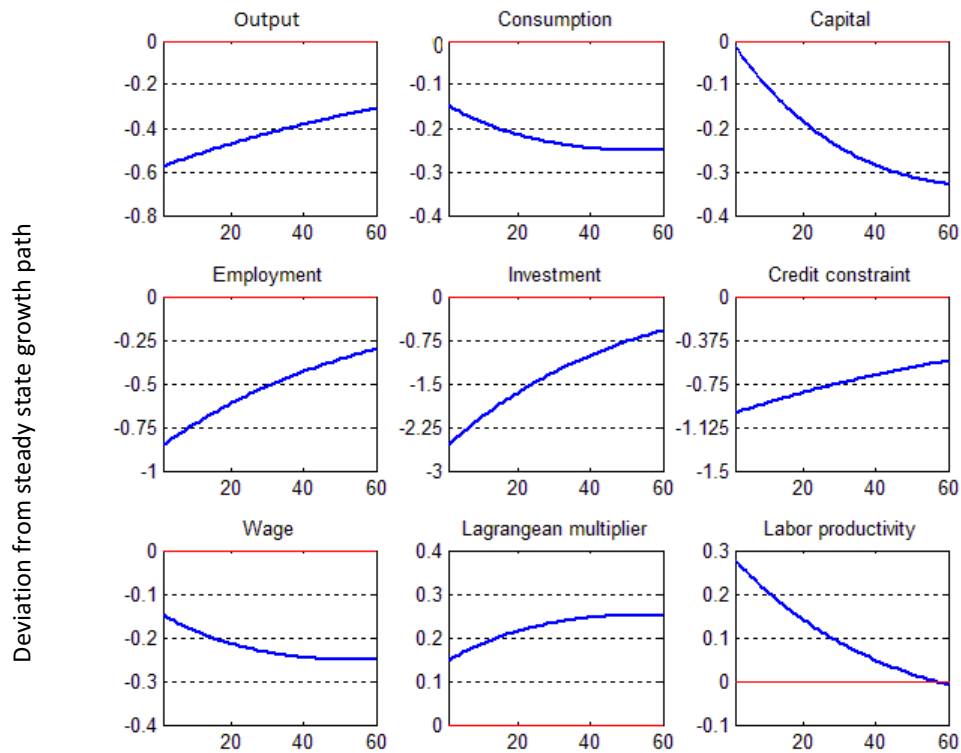 Deviation from steady state growth path
Output
0
-0.2
-0.4
-0.6
-0.8
20 40 60
Consumption
0
-0.1
-0.2
-0.3
-0.4
20 40 60
Capital
0
-0.1
-0.2
-0.3
-0.4
20 40 60
Employment
0
-0.25
-0.5
-0.75
-1
20 40 60
Investment
0
-0.75
-1.5
-2.25
-3
20 40 60
Credit constraint
0
-0.375
-0.75
-1.125
-1.5
20 40 60
Wage
0
-0.1
-0.2
-0.3
-0.4
20 40 60
Lagrangean multiplier
0.4
0.3
0.2
0.1
0
20 40 60
Labor productivity
0.3
0.2
0.1
0
-0.1
20 40 60